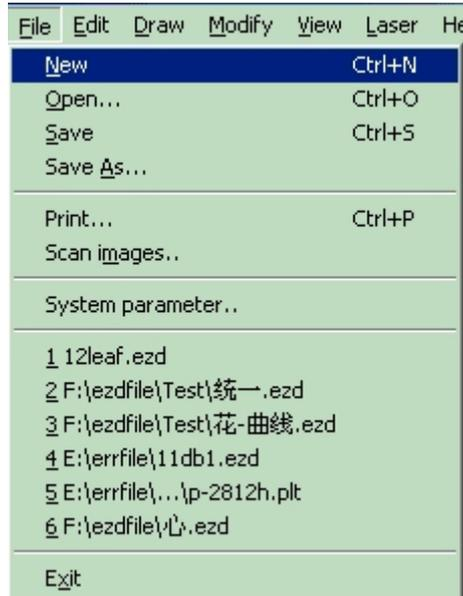 File Edit Draw Modify View Laser He
New Ctrl+N
Open... Ctrl+O
Save Ctrl+S
Save As...
Print... Ctrl+P
Scan images..
System parameter..
1 12leaf.ezd
2 F:\ezdfile\Test\统一.ezd
3 F:\ezdfile\Test\花-曲线.ezd
4 E:\errfile\11db1.ezd
5 E:\errfile\...\p-2812h.plt
6 F:\ezdfile\心.ezd
Exit